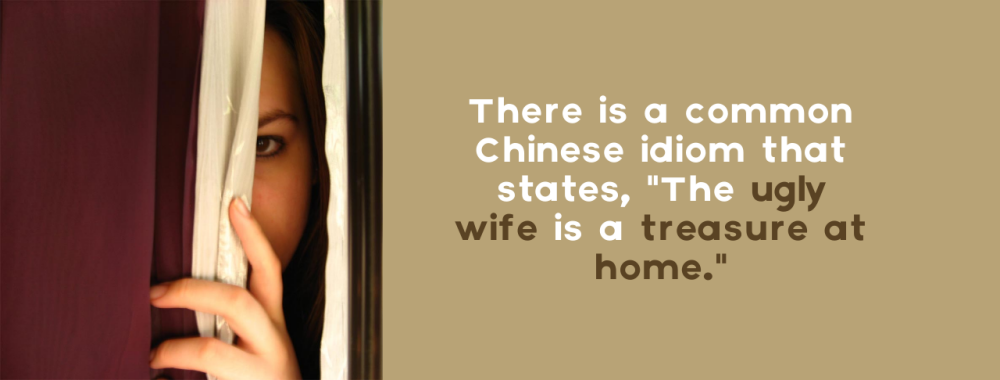 There is a common
Chinese idiom that
states, "The ugly
wife is a treasure at
home."